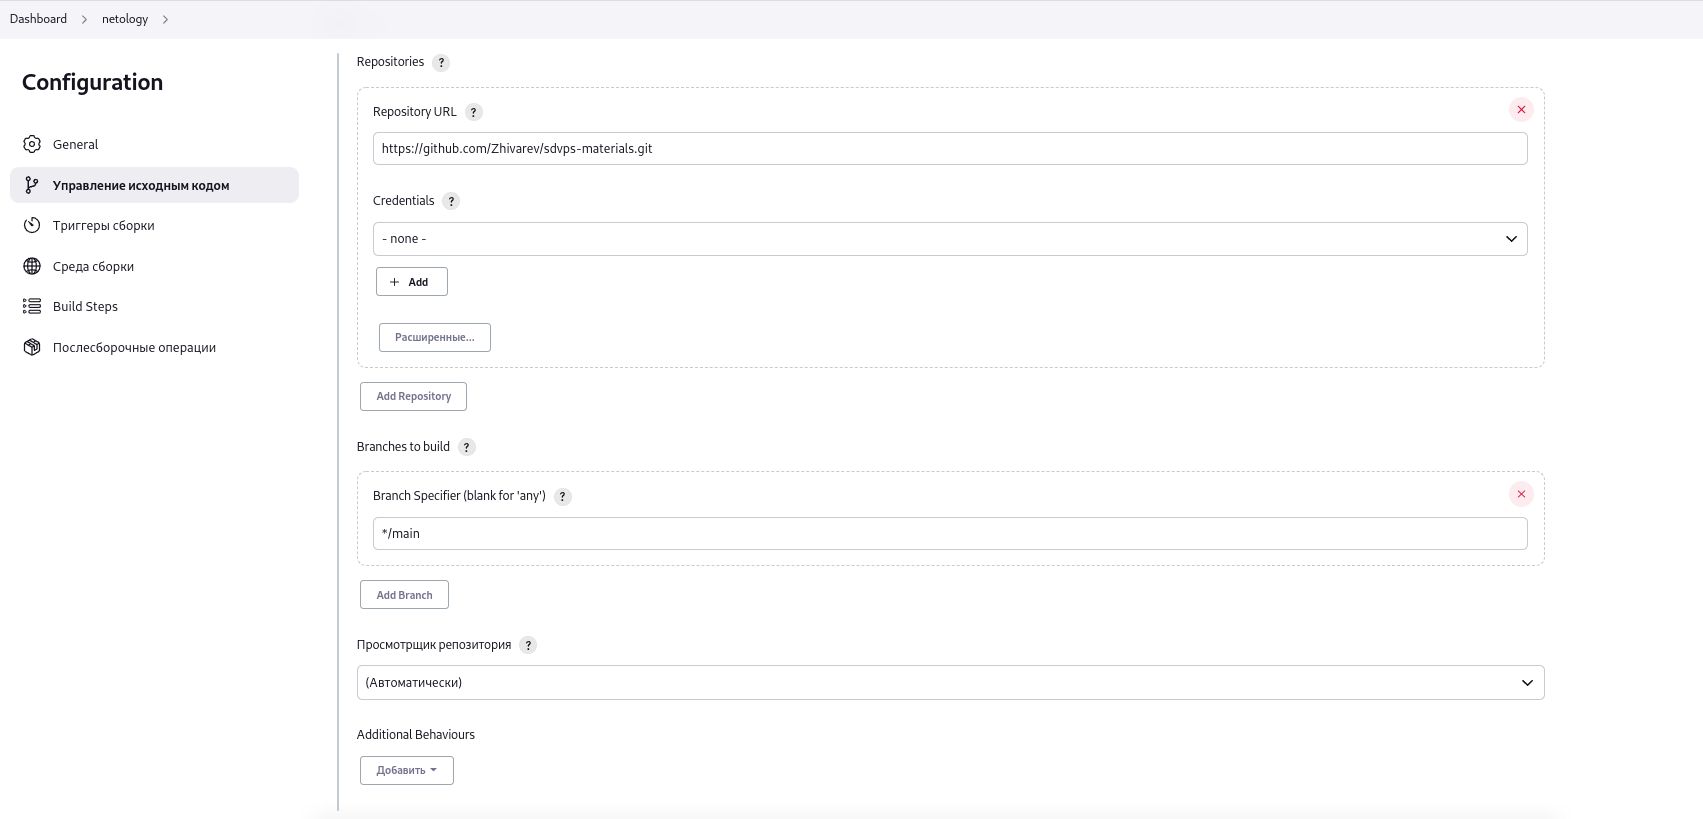 Dashboard
netology
Configuration
General
Управление исходным кодом
Триггеры сборки
Среда сборки
Build Steps
Послесборочные операции
Repositories ?
Repository URL ?
https://github.com/Zhivarev/sdvps-materials.git
Credentials ?
- none -
+ Add
Расширенные...
Add Repository
Branches to build ?
Branch Specifier (blank for 'any') ?
*/main
Add Branch
Просмотрщик репозитория ?
(Автоматически)
Additional Behaviours
Добавить